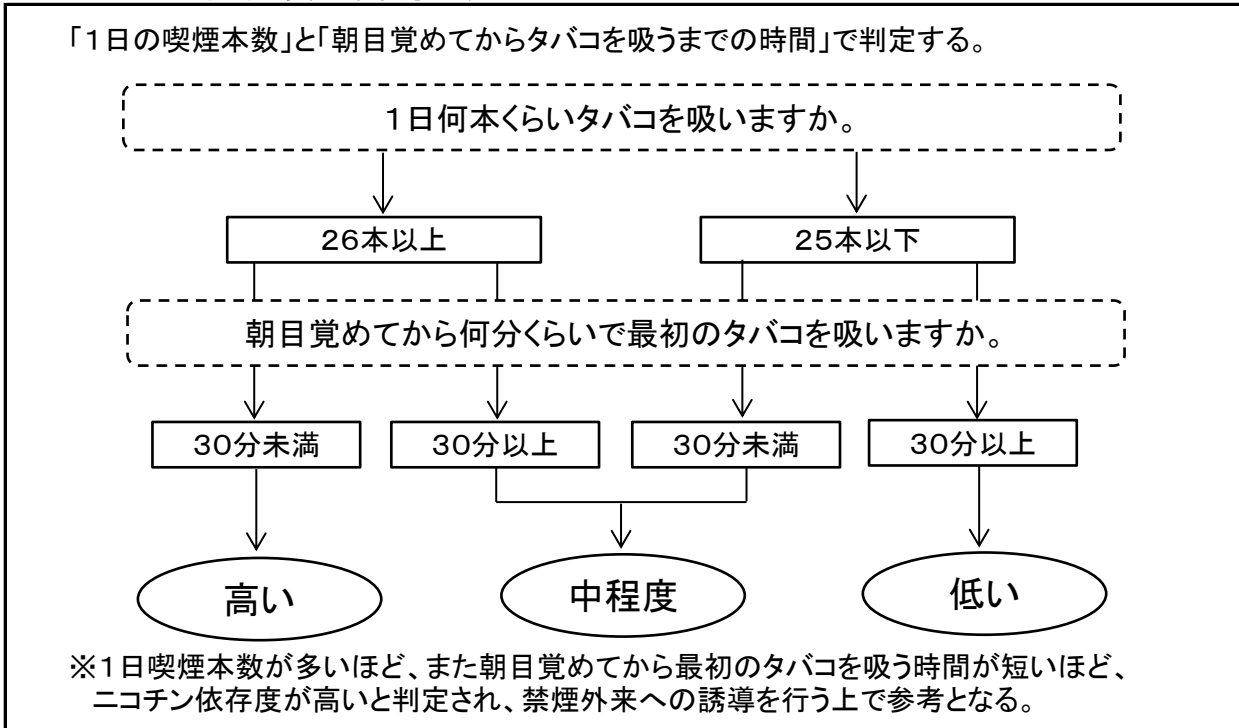 「１日の喫煙本数」と「朝目覚めてからタバコを吸うまでの時間」で判定する。
１日何本くらいタバコを吸いますか。
２６本以上
２５本以下
朝目覚めてから何分くらいで最初のタバコを吸いますか。
３０分未満
３０分以上
３０分未満
３０分以上
高い
中程度
低い
※１日喫煙本数が多いほど、また朝目覚めてから最初のタバコを吸う時間が短いほど、
ニコチン依存度が高いと判定され、禁煙外来への誘導を行う上で参考となる。